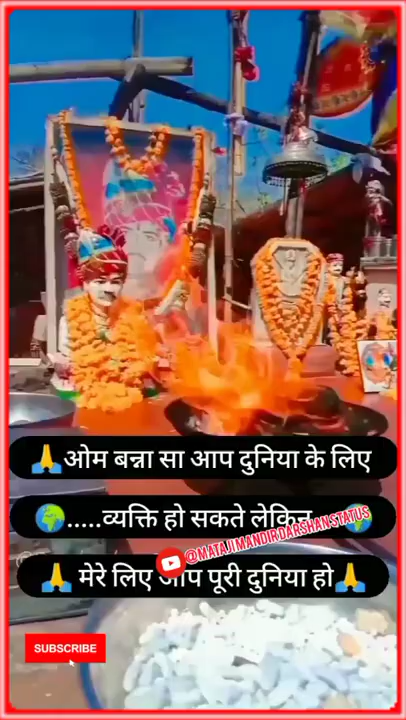 🙏ओम बन्ना सा आप दुनिया के लिए
🌍.....व्यक्ति हो सकते लेकिन 🌍
@MATAJIMANDIRDARSHANSTATUS
🙏 मेरे लिए आप पूरी दुनिया हो🙏
SUBSCRIBE